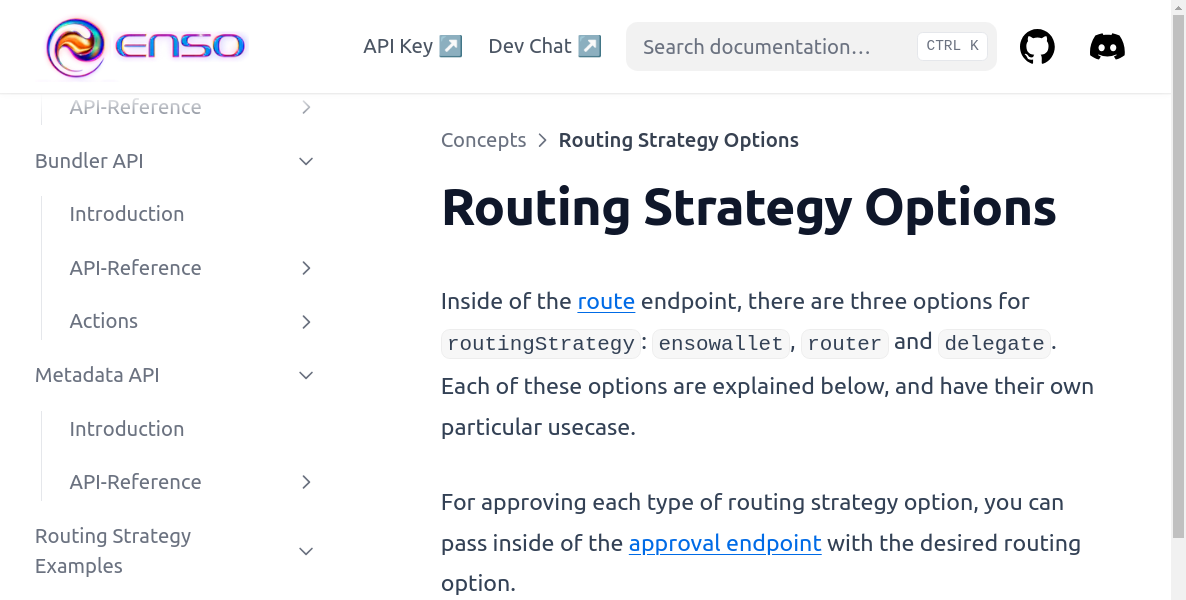 ENSO
API Key ↗
Dev Chat ↗
Search documentation…
CTRL K
API-Reference
Bundler API
Introduction
API-Reference
Actions
Metadata API
Introduction
API-Reference
Routing Strategy
Examples
Concepts > Routing Strategy Options
Routing Strategy Options
Inside of the route endpoint, there are three options for
routingStrategy: ensowallet, router and delegate.
Each of these options are explained below, and have their own
particular usecase.
For approving each type of routing strategy option, you can
pass inside of the approval endpoint with the desired routing
option.